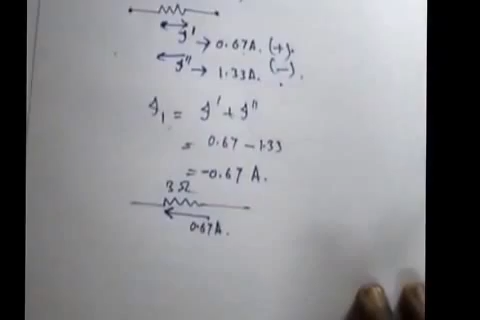 I' → 0.67A. (+).
I'' → 1.33A. (−)
I₁ = I' + I''
= 0.67 − 1.33
= −0.67 A.
3Ω
0.67A.